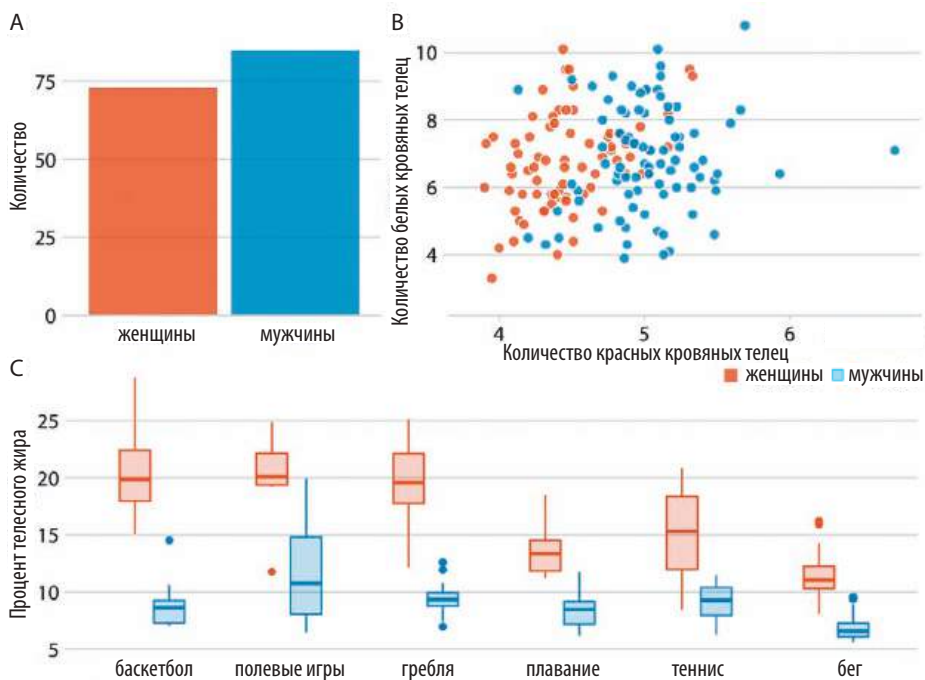 A
Количество
75
50
25
0
женщины
мужчины
B
Количество белых кровяных телец
10
8
6
4
4
5
6
Количество красных кровяных телец
женщины
мужчины
C
Процент телесного жира
25
20
15
10
5
баскетбол
полевые игры
гребля
плавание
теннис
бег